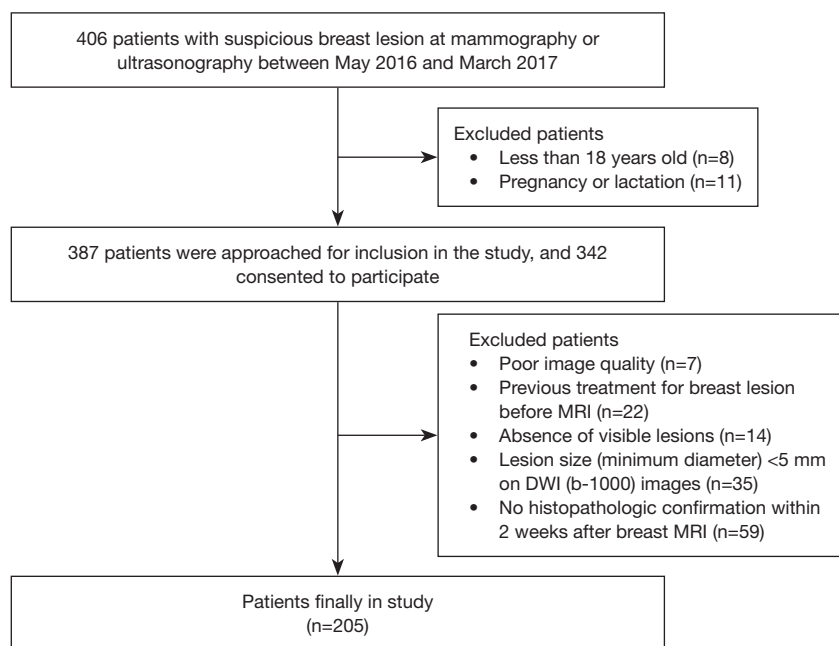 406 patients with suspicious breast lesion at mammography or
ultrasonography between May 2016 and March 2017
Excluded patients
• Less than 18 years old (n=8)
• Pregnancy or lactation (n=11)
387 patients were approached for inclusion in the study, and 342
consented to participate
Excluded patients
• Poor image quality (n=7)
• Previous treatment for breast lesion
before MRI (n=22)
• Absence of visible lesions (n=14)
• Lesion size (minimum diameter) <5 mm
on DWI (b-1000) images (n=35)
• No histopathologic confirmation within
2 weeks after breast MRI (n=59)
Patients finally in study
(n=205)